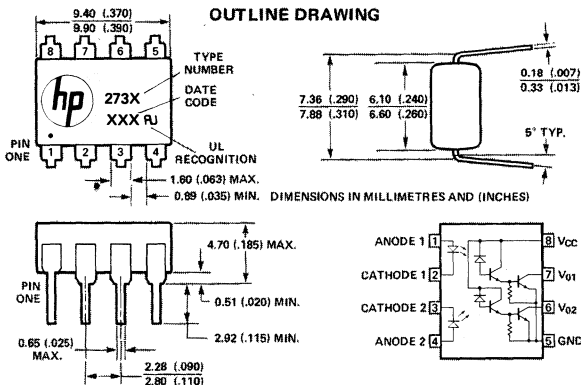 OUTLINE DRAWING
9.40 (.370)
9.90 (.390)
8 7 6 5
hp
273X
XXX
TYPE
NUMBER
DATE
CODE
UL
RECOGNITION
PIN
ONE
1 2 3 4
1.60 (.063) MAX.
0.89 (.035) MIN.
7.36 (.290)
7.88 (.310)
6.10 (.240)
6.60 (.260)
0.18 (.007)
0.33 (.013)
5° TYP.
DIMENSIONS IN MILLIMETRES AND (INCHES)
4.70 (.185) MAX.
PIN
ONE
0.51 (.020) MIN.
2.92 (.115) MIN.
0.65 (.025)
MAX.
2.28 (.090)
2.80 (.110)
ANODE 1 1
CATHODE 1 2
CATHODE 2 3
ANODE 2 4
8 VCC
7 V01
6 V02
5 GND